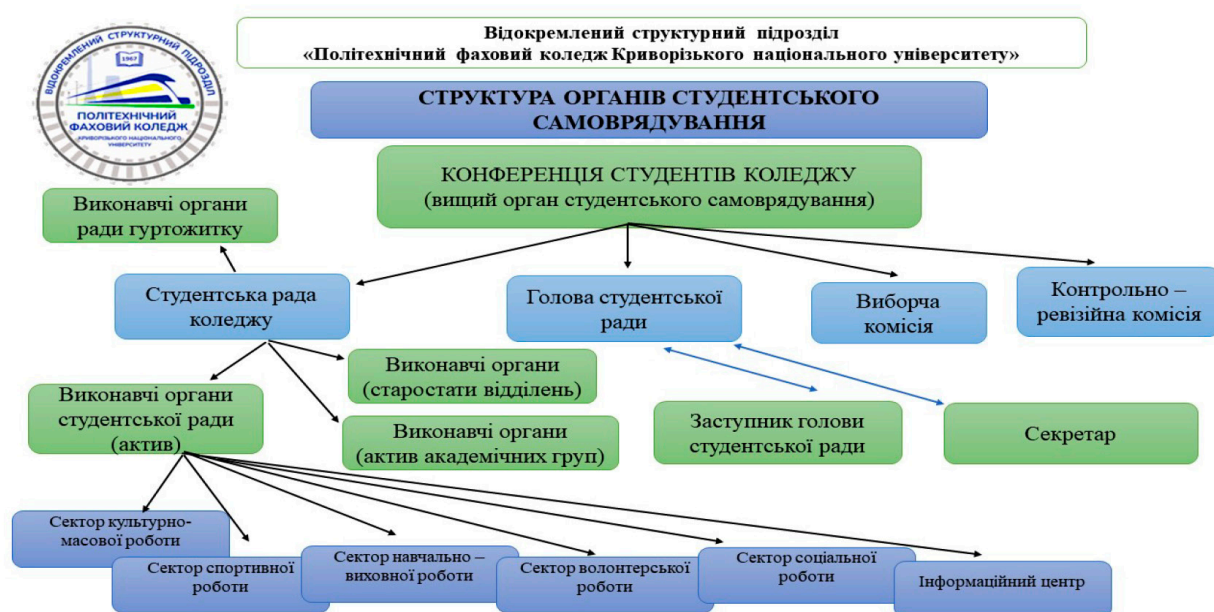 ВІДОКРЕМЛЕНИЙ СТРУКТУРНИЙ ПІДРОЗДІЛ
1967
ПОЛІТЕХНІЧНИЙ
ФАХОВИЙ КОЛЕДЖ
КРИВОРІЗЬКОГО НАЦІОНАЛЬНОГО
УНІВЕРСИТЕТУ
Відокремлений структурний підрозділ
«Політехнічний фаховий коледж Криворізького національного університету»
СТРУКТУРА ОРГАНІВ СТУДЕНТСЬКОГО
САМОВРЯДУВАННЯ
КОНФЕРЕНЦІЯ СТУДЕНТІВ КОЛЕДЖУ
(вищий орган студентського самоврядування)
Виконавчі органи
ради гуртожитку
Студентська рада
коледжу
Голова студентської
ради
Виборча
комісія
Контрольно –
ревізійна комісія
Виконавчі органи
(старостати відділень)
Виконавчі органи
студентської ради
(актив)
Виконавчі органи
(актив академічних груп)
Заступник голови
студентської ради
Секретар
Сектор культурно-
масової роботи
Сектор спортивної
роботи
Сектор навчально –
виховної роботи
Сектор волонтерської
роботи
Сектор соціальної
роботи
Інформаційний центр